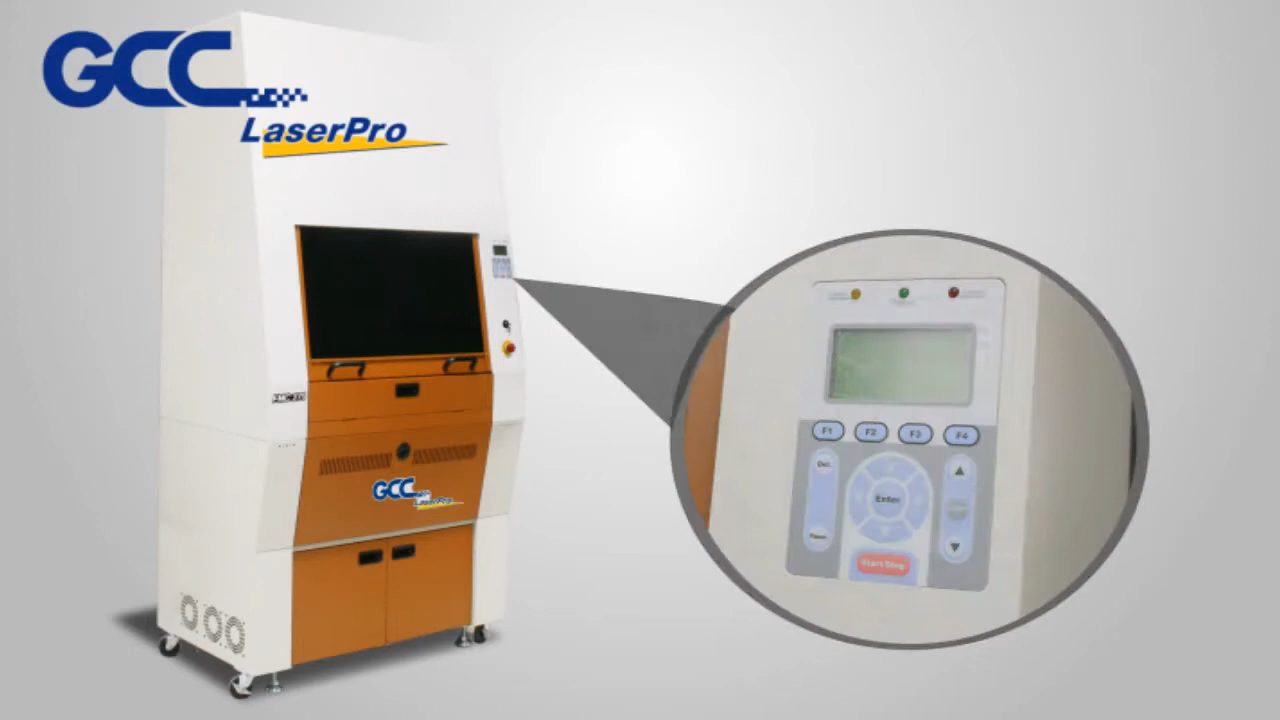 GCC
LaserPro
GCC
LaserPro
F1 F2 F3 F4
Enter
Start/Stop